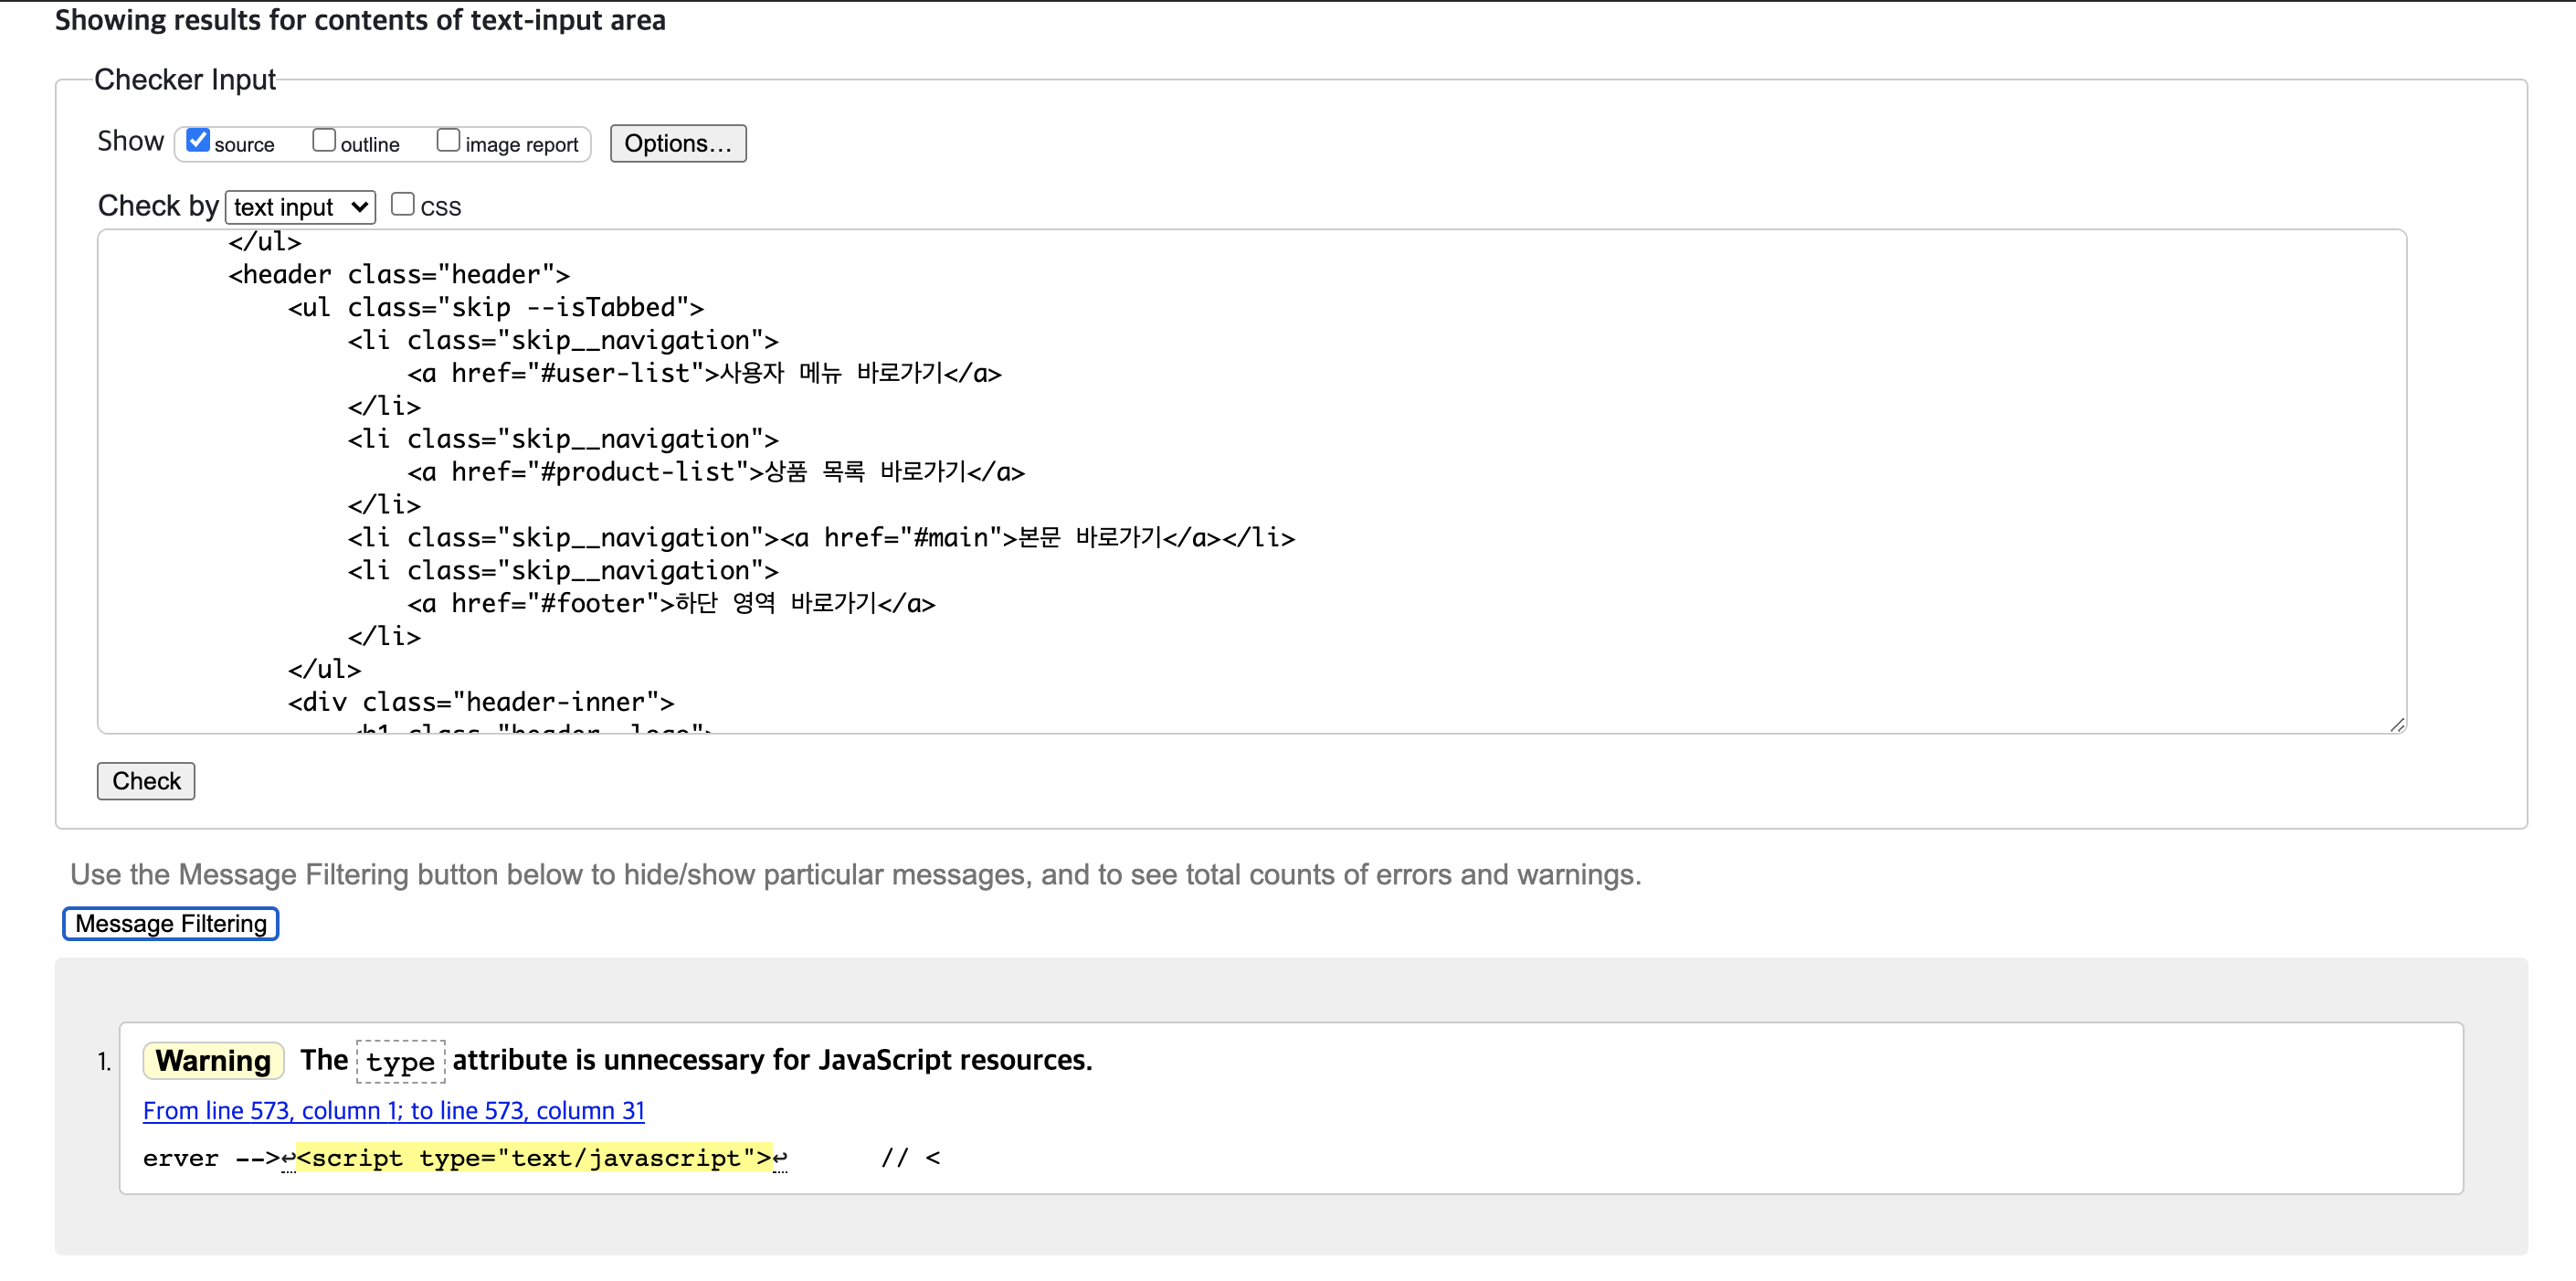 Showing results for contents of text-input area
Checker Input
Show source outline image report Options...
Check by text input css
</ul>
<header class="header">
<ul class="skip --isTabbed">
<li class="skip__navigation">
<a href="#user-list">사용자 메뉴 바로가기</a>
</li>
<li class="skip__navigation">
<a href="#product-list">상품 목록 바로가기</a>
</li>
<li class="skip__navigation"><a href="#main">본문 바로가기</a></li>
<li class="skip__navigation">
<a href="#footer">하단 영역 바로가기</a>
</li>
</ul>
<div class="header-inner">
Check
Use the Message Filtering button below to hide/show particular messages, and to see total counts of errors and warnings.
Message Filtering
1. Warning The type attribute is unnecessary for JavaScript resources.
From line 573, column 1; to line 573, column 31
erver -->↩<script type="text/javascript">↩ // <